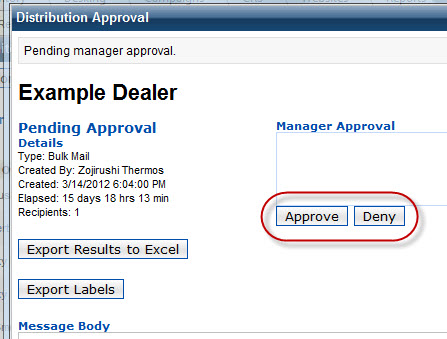 Distribution Approval
Pending manager approval.
Example Dealer
Pending Approval
Details
Type: Bulk Mail
Created By: Zojirushi Thermos
Created: 3/14/2012 6:04:00 PM
Elapsed: 15 days 18 hrs 13 min
Recipients: 1
Manager Approval
Approve
Deny
Export Results to Excel
Export Labels
Message Body